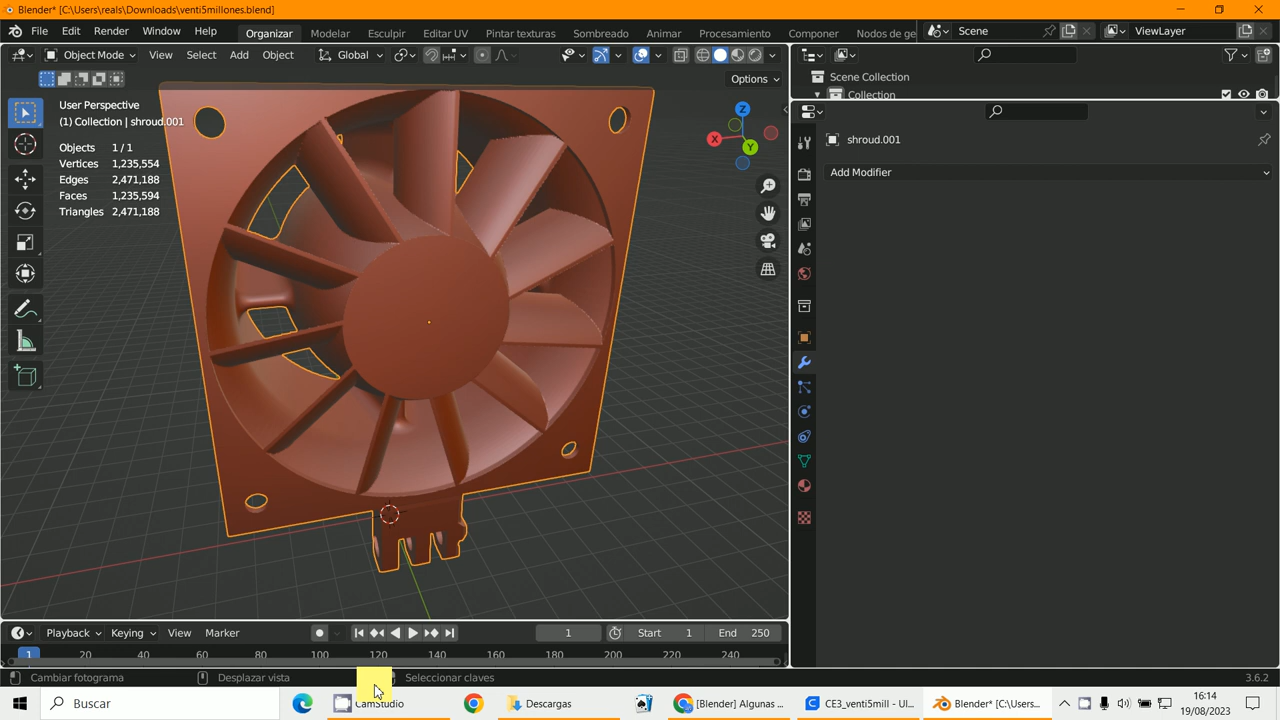 Blender* [C:\Users\reals\Downloads\venti5millones.blend]
File Edit Render Window Help Organizar Modelar Esculpir Editar UV Pintar texturas Sombreado Animar Procesamiento Componer Nodos de ge Scene ViewLayer
Object Mode View Select Add Object Global
Options
Scene Collection
Collection
User Perspective
(1) Collection | shroud.001
Objects 1 / 1
Vertices 1,235,554
Edges 2,471,188
Faces 1,235,594
Triangles 2,471,188
Z
X
Y
shroud.001
Add Modifier
Playback Keying View Marker 1 Start 1 End 250
1 20 40 60 80 100 120 140 160 180 200 220 240
Cambiar fotograma Desplazar vista Seleccionar claves 3.6.2
Buscar CamStudio Descargas [Blender] Algunas ... CE3_venti5mill - Ul... Blender* [C:\Users...
16:14
19/08/2023